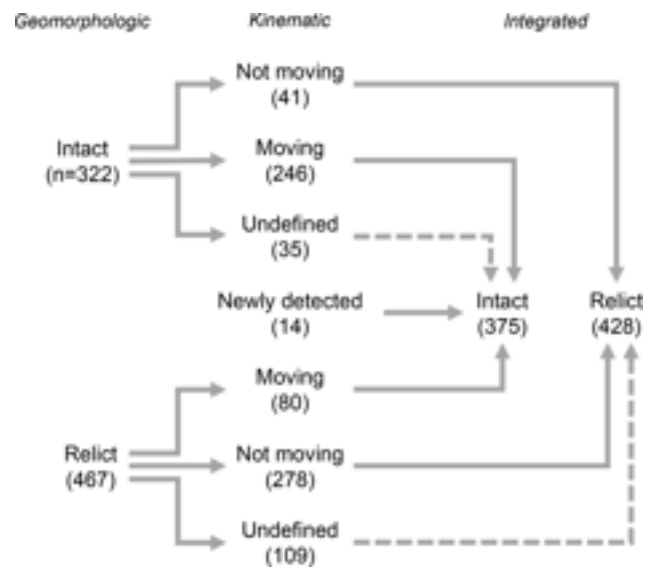 Geomorphologic Kinematic Integrated
Not moving
(41)
Intact
(n=322)
Moving
(246)
Undefined
(35)
Newly detected
(14)
Intact
(375)
Relict
(428)
Moving
(80)
Relict
(467)
Not moving
(278)
Undefined
(109)